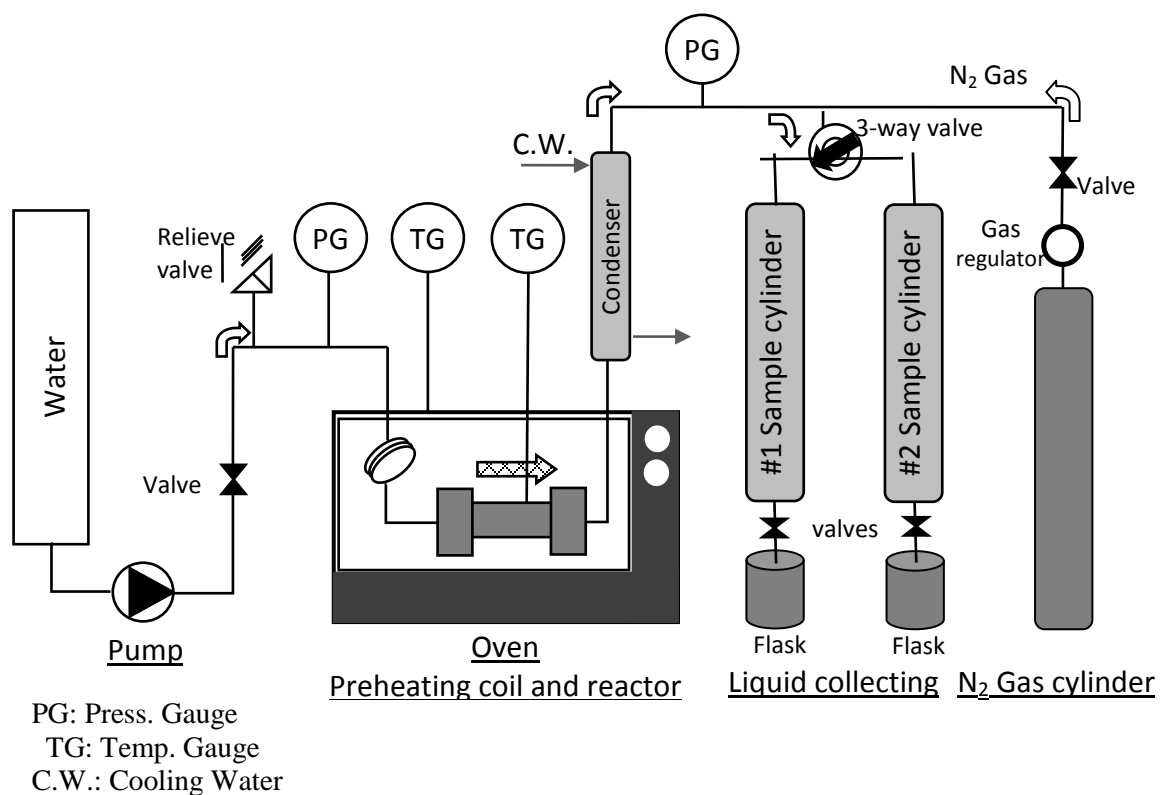 PG
N₂ Gas
3-way valve
C.W.
Valve
Relieve
valve
PG
TG
TG
Gas
regulator
Condenser
#1 Sample cylinder
#2 Sample cylinder
Water
Valve
valves
Pump
Oven
Flask
Flask
Preheating coil and reactor
Liquid collecting
N₂ Gas cylinder
PG: Press. Gauge
TG: Temp. Gauge
C.W.: Cooling Water